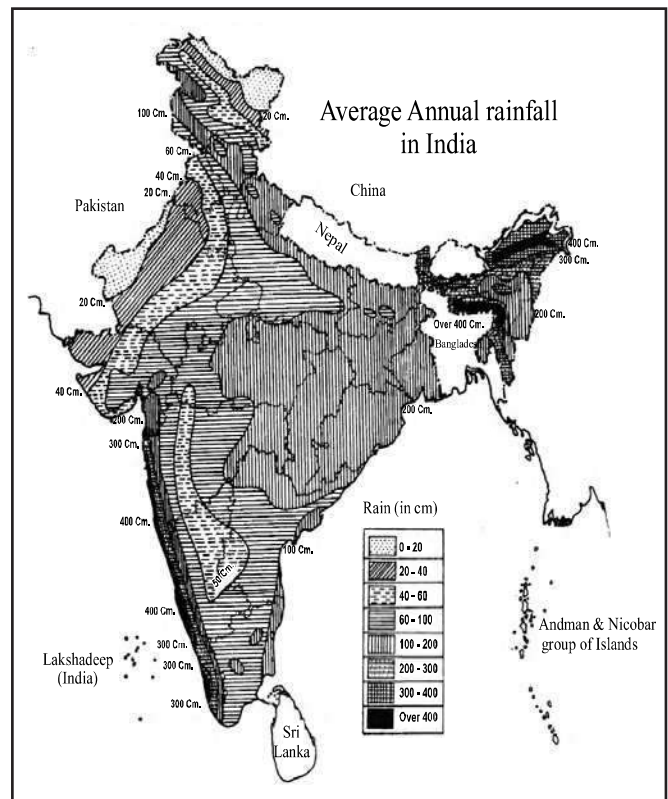 Average Annual rainfall
in India
100 Cm.
20 Cm.
60 Cm.
40 Cm.
20 Cm.
Pakistan
China
Nepal
400 Cm.
300 Cm.
20 Cm.
200 Cm.
Over 400 Cm.
Banglades
40 Cm.
200 Cm.
300 Cm.
200 Cm.
400 Cm.
100 Cm.
50 Cm.
Rain (in cm)
0 - 20
20 - 40
40 - 60
60 - 100
100 - 200
200 - 300
300 - 400
Over 400
400 Cm.
300 Cm.
300 Cm.
300 Cm.
Lakshadeep
(India)
Andman & Nicobar
group of Islands
Sri
Lanka